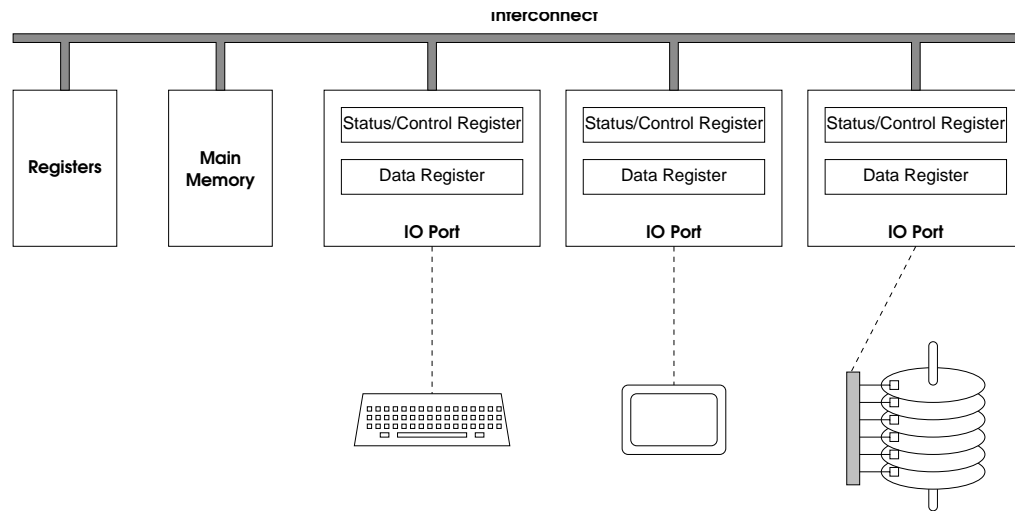 Interconnect
Registers
Main
Memory
Status/Control Register
Data Register
IO Port
Status/Control Register
Data Register
IO Port
Status/Control Register
Data Register
IO Port